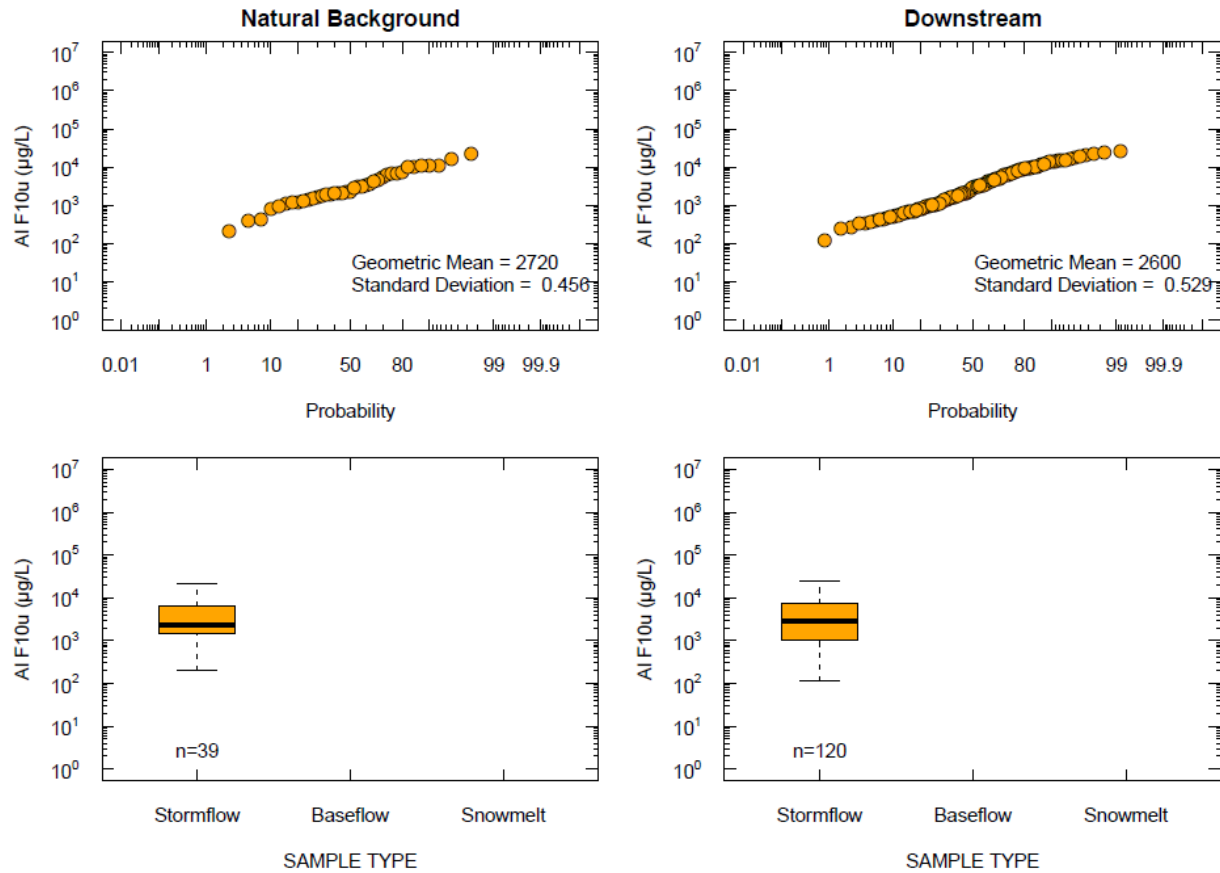 Natural Background
Downstream
Al F10u (µg/L)
10⁷
10⁶
10⁵
10⁴
10³
10²
10¹
10⁰
Geometric Mean = 2720
Standard Deviation = 0.456
0.01 1 10 50 80 99 99.9
Probability
Al F10u (µg/L)
10⁷
10⁶
10⁵
10⁴
10³
10²
10¹
10⁰
Geometric Mean = 2600
Standard Deviation = 0.529
0.01 1 10 50 80 99 99.9
Probability
Al F10u (µg/L)
10⁷
10⁶
10⁵
10⁴
10³
10²
10¹
10⁰
n=39
Stormflow Baseflow Snowmelt
SAMPLE TYPE
Al F10u (µg/L)
10⁷
10⁶
10⁵
10⁴
10³
10²
10¹
10⁰
n=120
Stormflow Baseflow Snowmelt
SAMPLE TYPE